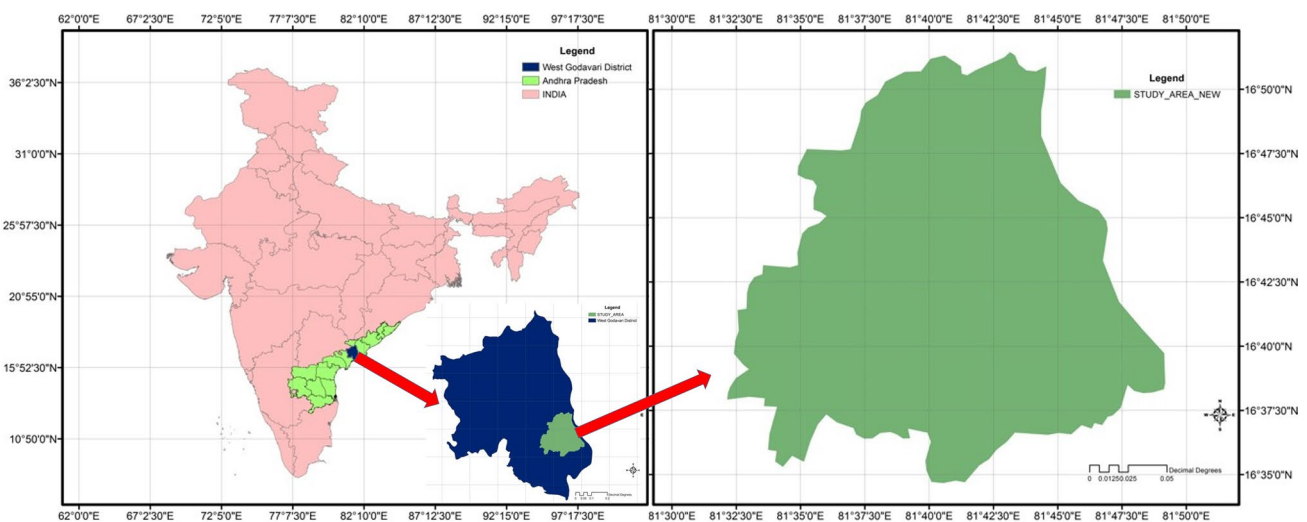 62°0'0"E 67°2'30"E 72°5'0"E 77°7'30"E 82°10'0"E 87°12'30"E 92°15'0"E 97°17'30"E
81°30'0"E 81°32'30"E 81°35'0"E 81°37'30"E 81°40'0"E 81°42'30"E 81°45'0"E 81°47'30"E 81°50'0"E
Legend
West Godavari District
Andhra Pradesh
INDIA
36°2'30"N
31°0'0"N
25°57'30"N
20°55'0"N
15°52'30"N
10°50'0"N
Legend
STUDY_AREA
West Godavari District
Decimal Degrees
Legend
STUDY_AREA_NEW
16°50'0"N
16°47'30"N
16°45'0"N
16°42'30"N
16°40'0"N
16°37'30"N
16°35'0"N
Decimal Degrees
0 0.01250.025 0.05
62°0'0"E 67°2'30"E 72°5'0"E 77°7'30"E 82°10'0"E 87°12'30"E 92°15'0"E 97°17'30"E
81°30'0"E 81°32'30"E 81°35'0"E 81°37'30"E 81°40'0"E 81°42'30"E 81°45'0"E 81°47'30"E 81°50'0"E